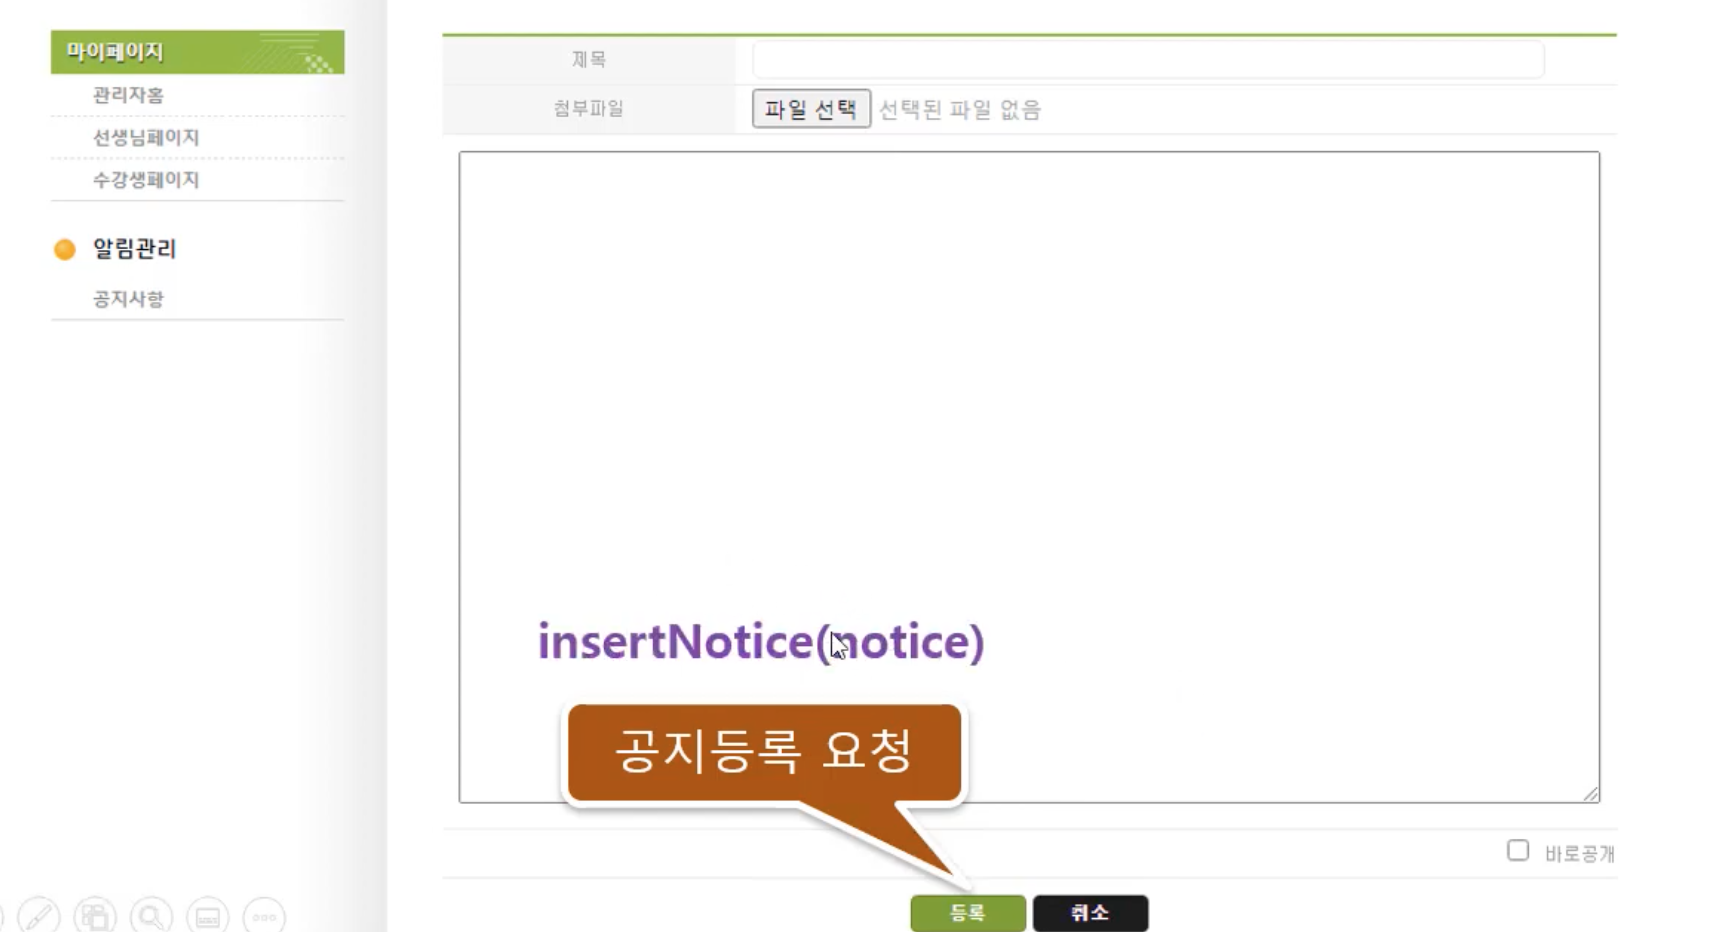 마이페이지
관리자홈
선생님페이지
수강생페이지
알림관리
공지사항
제목
첨부파일
파일 선택 선택된 파일 없음
insertNotice(notice)
공지등록 요청
바로공개
등록
취소